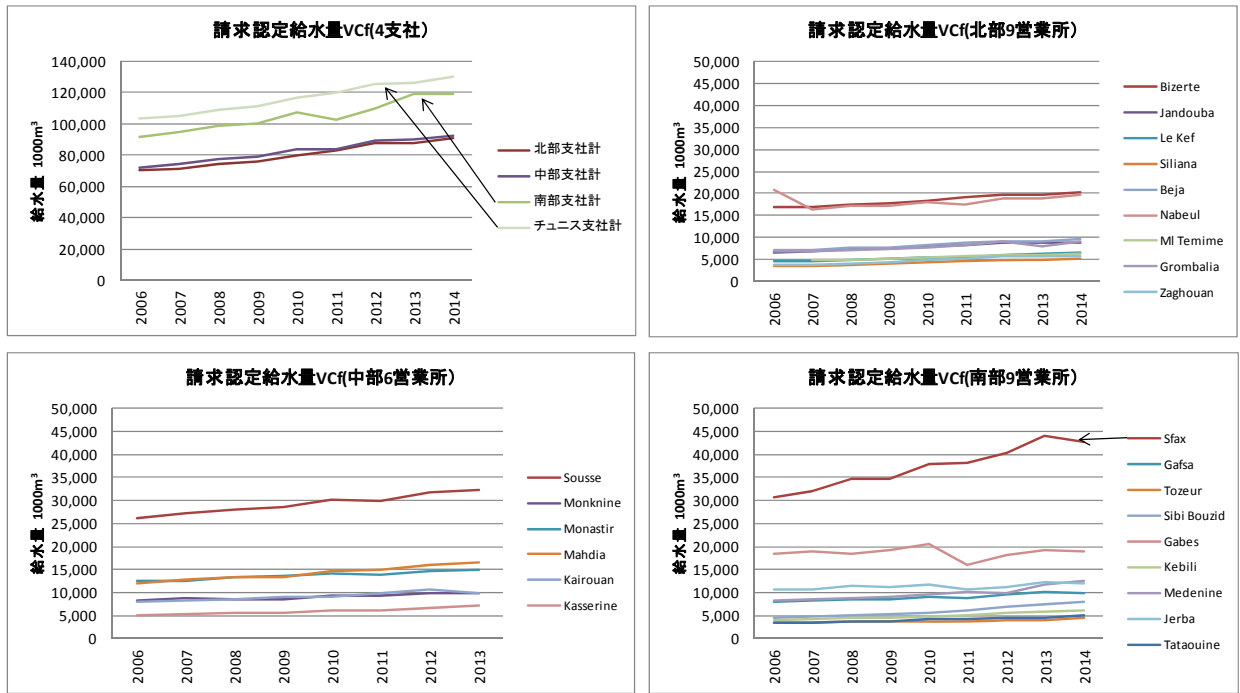 請求認定給水量VCf(4支社)
給水量 1000m³
140,000
120,000
100,000
80,000
60,000
40,000
20,000
0
2006
2007
2008
2009
2010
2011
2012
2013
2014
北部支社計
中部支社計
南部支社計
チュニス支社計
請求認定給水量VCf(北部9営業所)
給水量 1000m³
50,000
45,000
40,000
35,000
30,000
25,000
20,000
15,000
10,000
5,000
0
2006
2007
2008
2009
2010
2011
2012
2013
2014
Bizerte
Jandouba
Le Kef
Siliana
Beja
Nabeul
Ml Temime
Grombalia
Zaghouan
請求認定給水量VCf(中部6営業所)
給水量 1000m³
50,000
45,000
40,000
35,000
30,000
25,000
20,000
15,000
10,000
5,000
0
2006
2007
2008
2009
2010
2011
2012
2013
Sousse
Monknine
Monastir
Mahdia
Kairouan
Kasserine
請求認定給水量VCf(南部9営業所)
給水量 1000m³
50,000
45,000
40,000
35,000
30,000
25,000
20,000
15,000
10,000
5,000
0
2006
2007
2008
2009
2010
2011
2012
2013
2014
Sfax
Gafsa
Tozeur
Sibi Bouzid
Gabes
Kebili
Medenine
Jerba
Tataouine